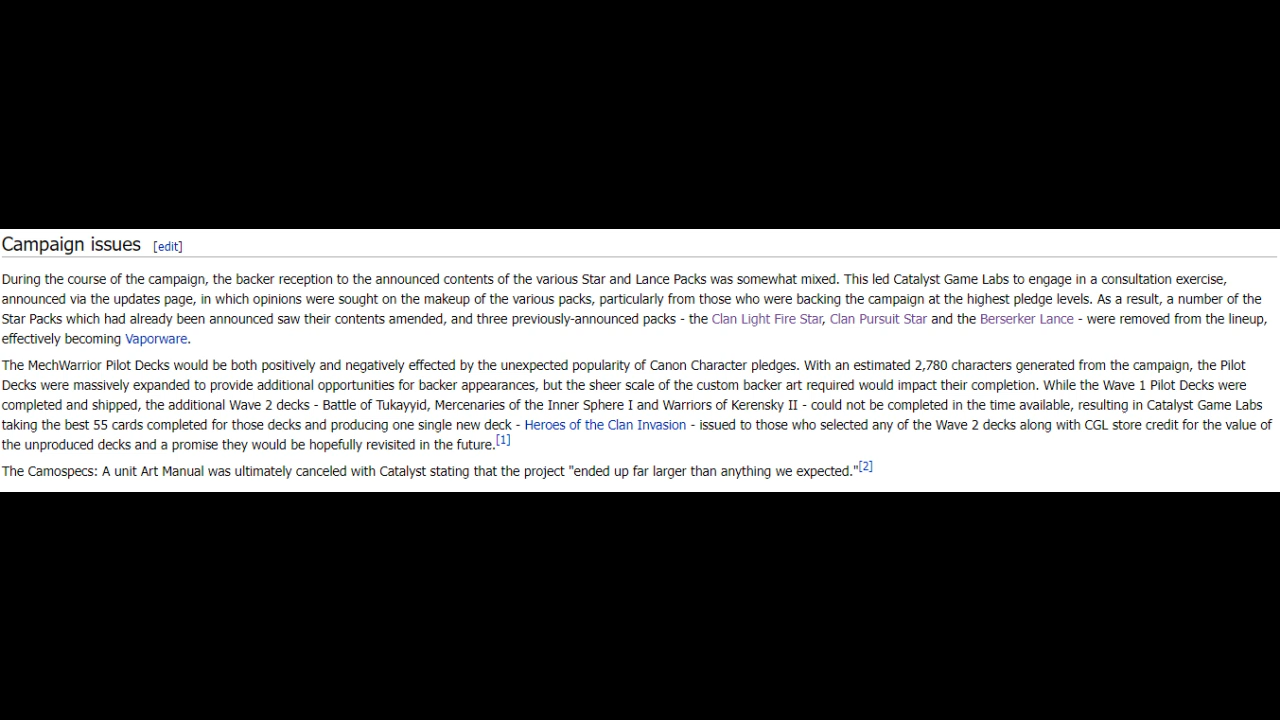 Campaign issues [edit]
During the course of the campaign, the backer reception to the announced contents of the various Star and Lance Packs was somewhat mixed. This led Catalyst Game Labs to engage in a consultation exercise,
announced via the updates page, in which opinions were sought on the makeup of the various packs, particularly from those who were backing the campaign at the highest pledge levels. As a result, a number of the
Star Packs which had already been announced saw their contents amended, and three previously-announced packs - the Clan Light Fire Star, Clan Pursuit Star and the Berserker Lance - were removed from the lineup,
effectively becoming Vaporware.
The MechWarrior Pilot Decks would be both positively and negatively effected by the unexpected popularity of Canon Character pledges. With an estimated 2,780 characters generated from the campaign, the Pilot
Decks were massively expanded to provide additional opportunities for backer appearances, but the sheer scale of the custom backer art required would impact their completion. While the Wave 1 Pilot Decks were
completed and shipped, the additional Wave 2 decks - Battle of Tukayyid, Mercenaries of the Inner Sphere I and Warriors of Kerensky II - could not be completed in the time available, resulting in Catalyst Game Labs
taking the best 55 cards completed for those decks and producing one single new deck - Heroes of the Clan Invasion - issued to those who selected any of the Wave 2 decks along with CGL store credit for the value of
the unproduced decks and a promise they would be hopefully revisited in the future.[1]
The Camospecs: A unit Art Manual was ultimately canceled with Catalyst stating that the project "ended up far larger than anything we expected."[2]